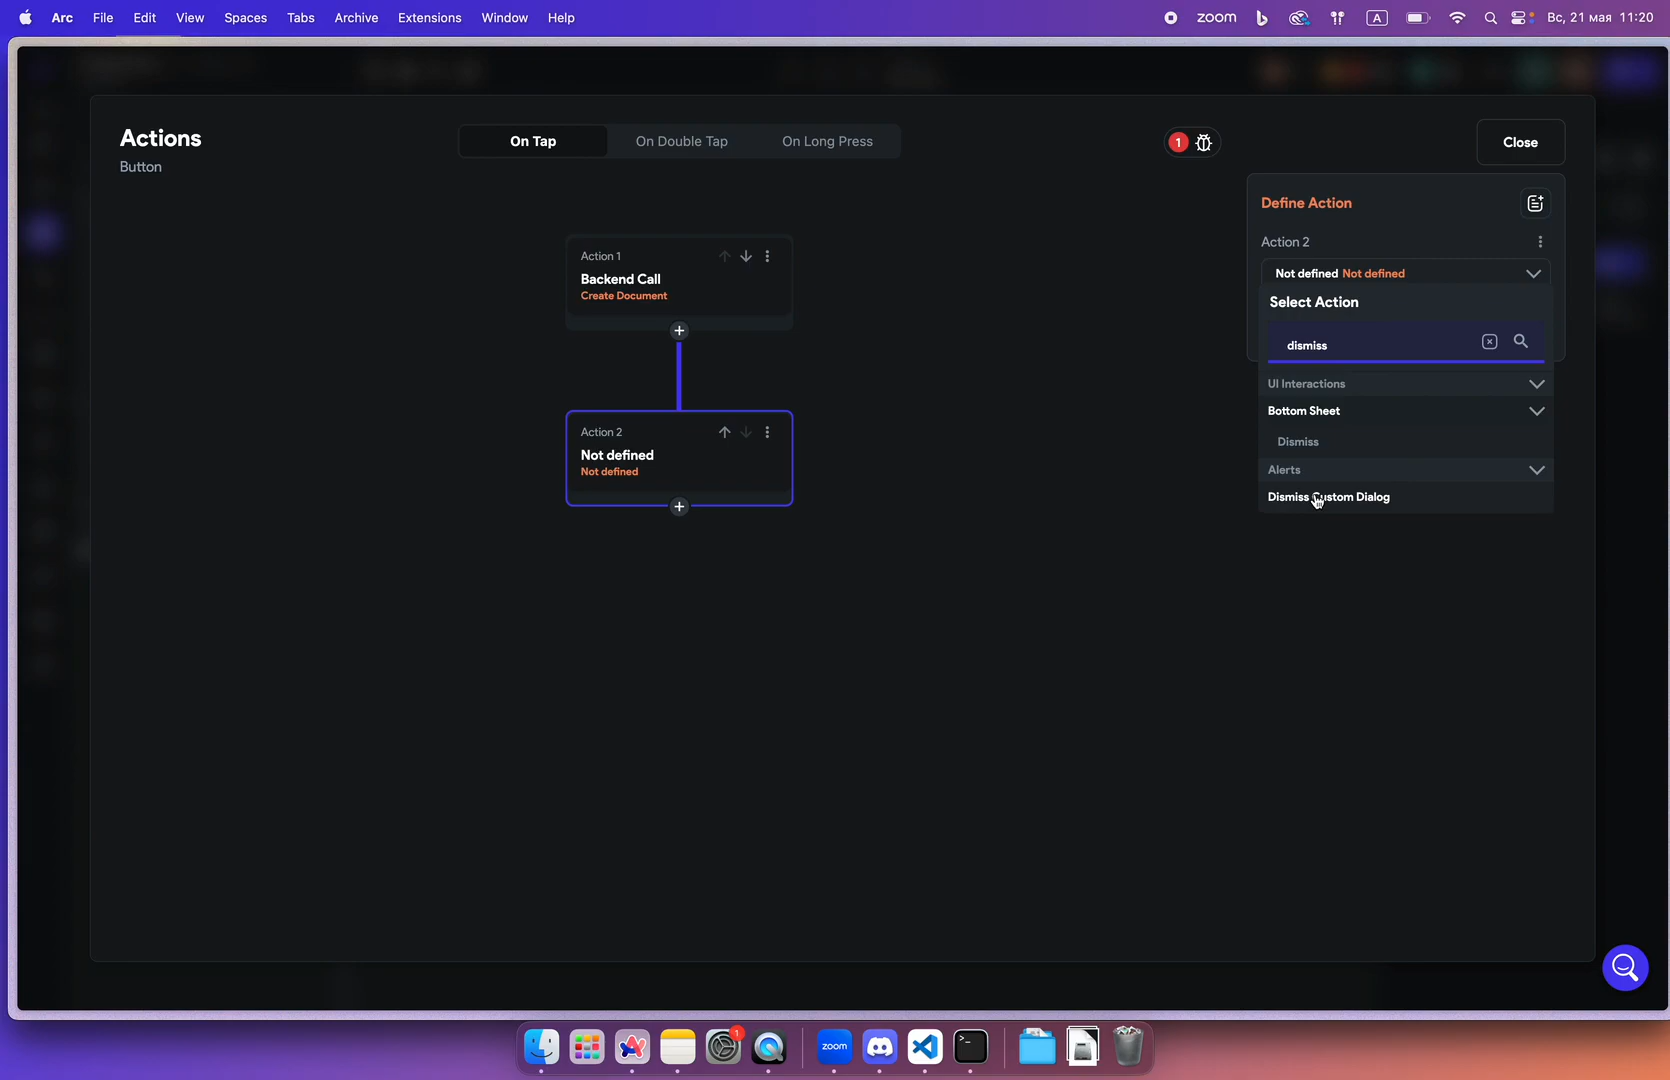 Arc File Edit View Spaces Tabs Archive Extensions Window Help zoom A Вс, 21 мая 11:20
Actions
Button
On Tap On Double Tap On Long Press
1
Close
Define Action
Action 2
Not defined Not defined
Select Action
dismiss
UI Interactions
Bottom Sheet
Dismiss
Alerts
Dismiss Custom Dialog
Action 1
Backend Call
Create Document
Action 2
Not defined
Not defined
1
zoom